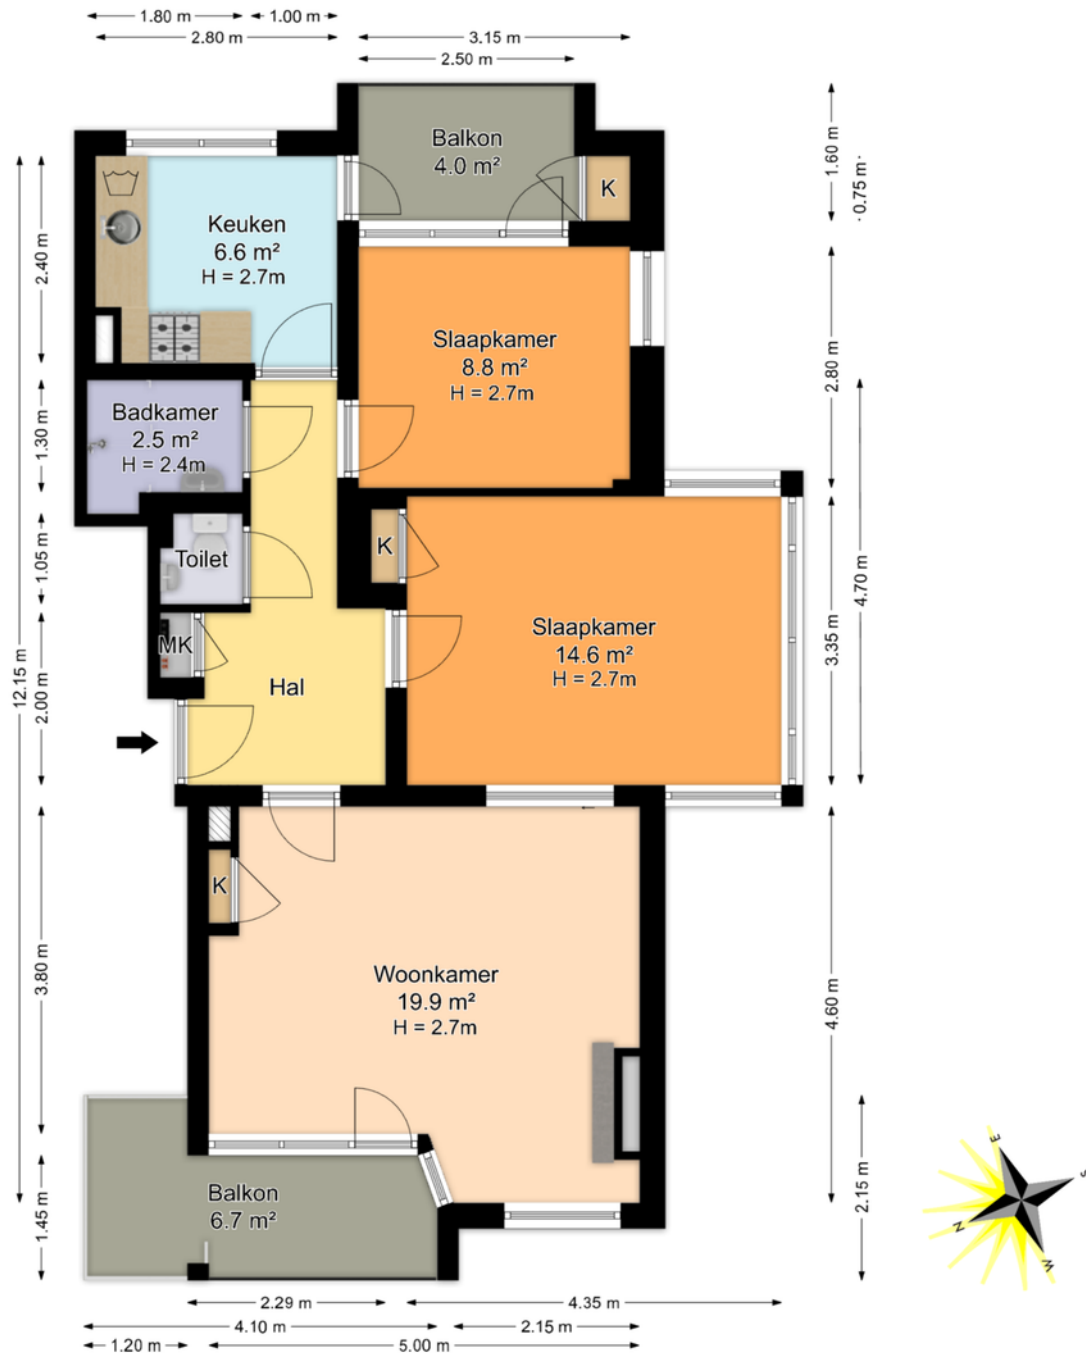 1.80 m
1.00 m
2.80 m
3.15 m
2.50 m
Balkon
4.0 m²
K
1.60 m
0.75 m
Keuken
6.6 m²
H = 2.7m
2.40 m
Slaapkamer
8.8 m²
H = 2.7m
2.80 m
Badkamer
2.5 m²
H = 2.4m
1.30 m
Toilet
1.05 m
K
MK
Hal
2.00 m
12.15 m
Slaapkamer
14.6 m²
H = 2.7m
3.35 m
4.70 m
K
Woonkamer
19.9 m²
H = 2.7m
3.80 m
4.60 m
Balkon
6.7 m²
1.45 m
2.15 m
E
S
N
W
2.29 m
4.35 m
4.10 m
2.15 m
1.20 m
5.00 m